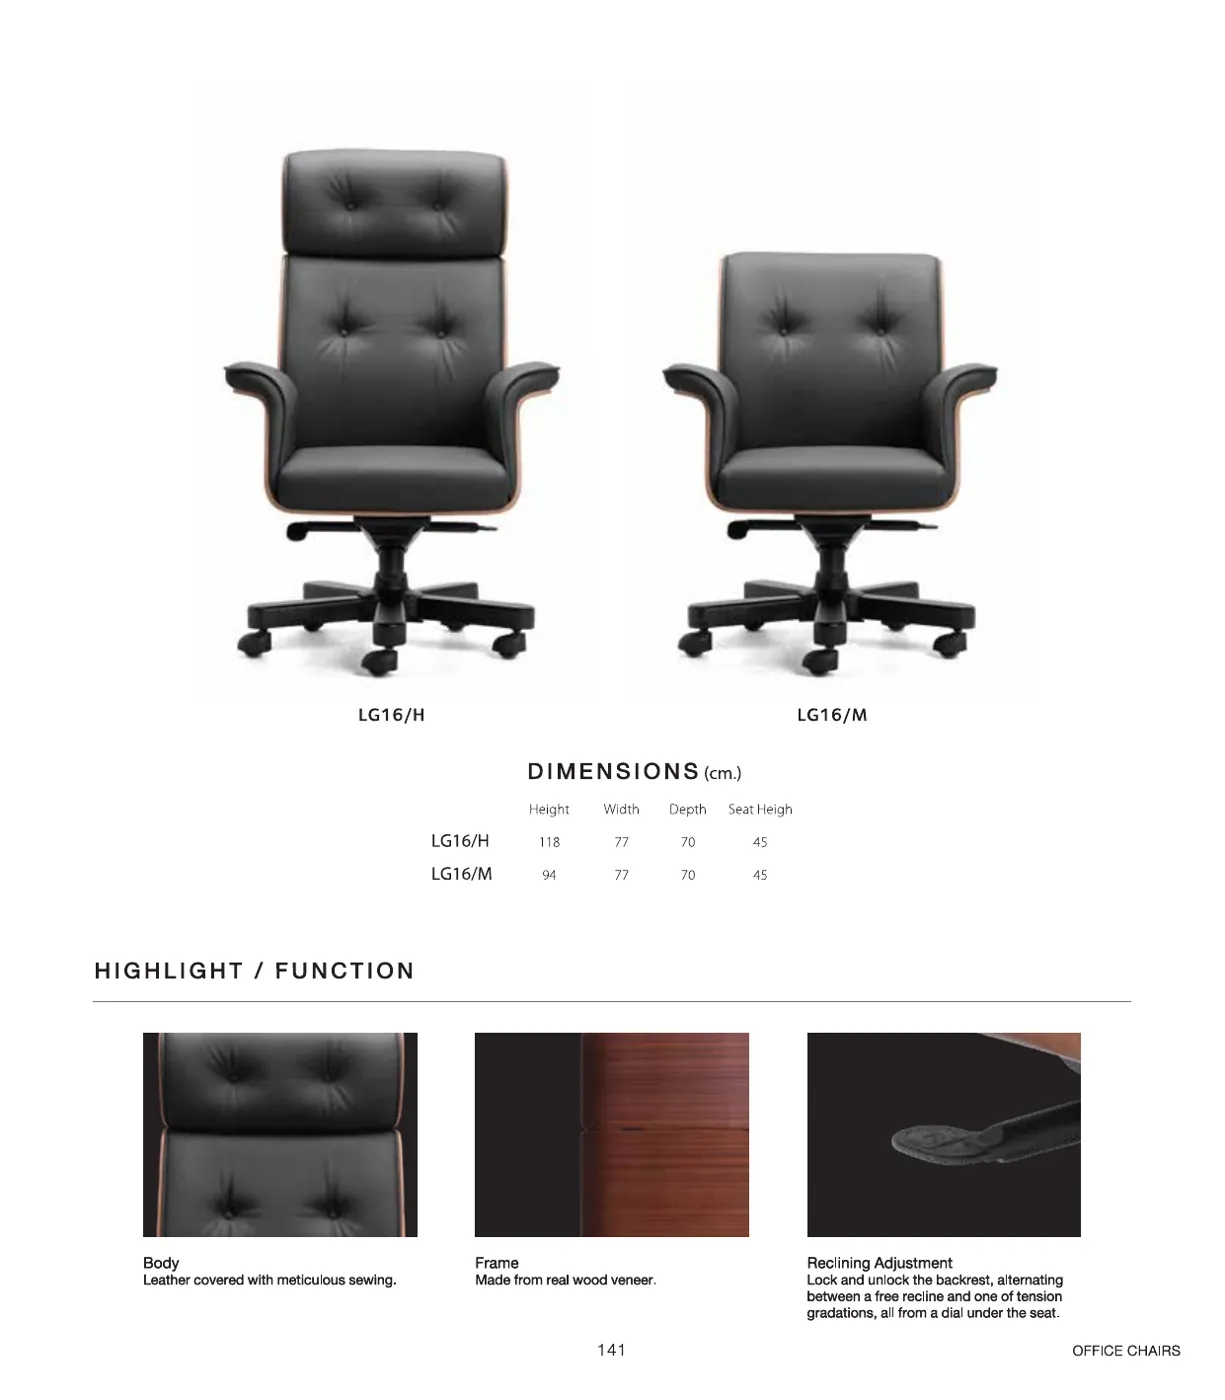 LG16/H
LG16/M
DIMENSIONS (cm.)
Height Width Depth Seat Heigh
LG16/H 118 77 70 45
LG16/M 94 77 70 45
HIGHLIGHT / FUNCTION
Body
Leather covered with meticulous sewing.
Frame
Made from real wood veneer.
Reclining Adjustment
Lock and unlock the backrest, alternating
between a free recline and one of tension
gradations, all from a dial under the seat.
141
OFFICE CHAIRS